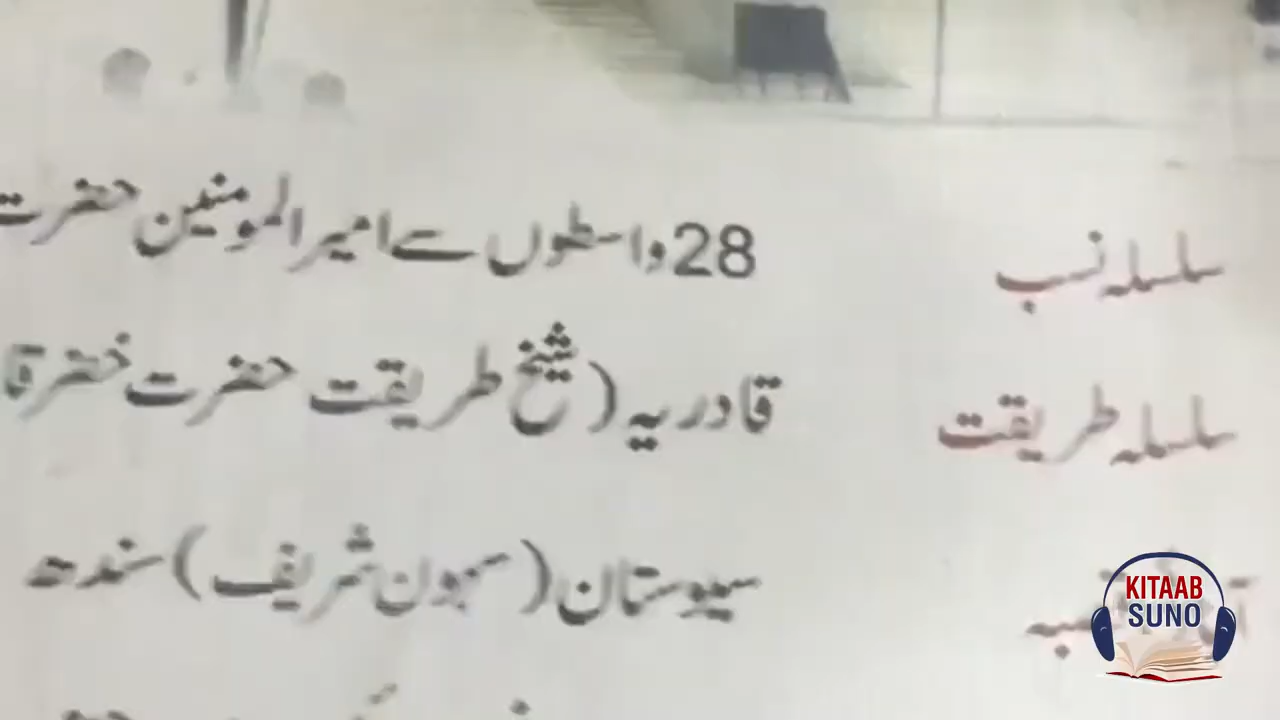 سلسلہ نسب 28 واسطوں سے امیر المومنین حضرت
سلسلہ طریقت قادریہ (شیخ طریقت حضرت خضر
سیوستان (سہون شریف) سندھ
KITAAB
SUNO